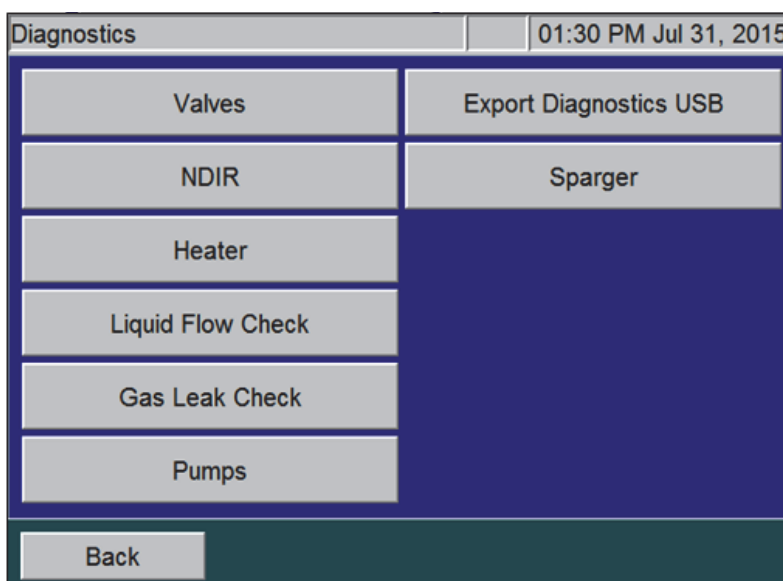 Diagnostics
01:30 PM Jul 31, 2015
Valves
Export Diagnostics USB
NDIR
Sparger
Heater
Liquid Flow Check
Gas Leak Check
Pumps
Back